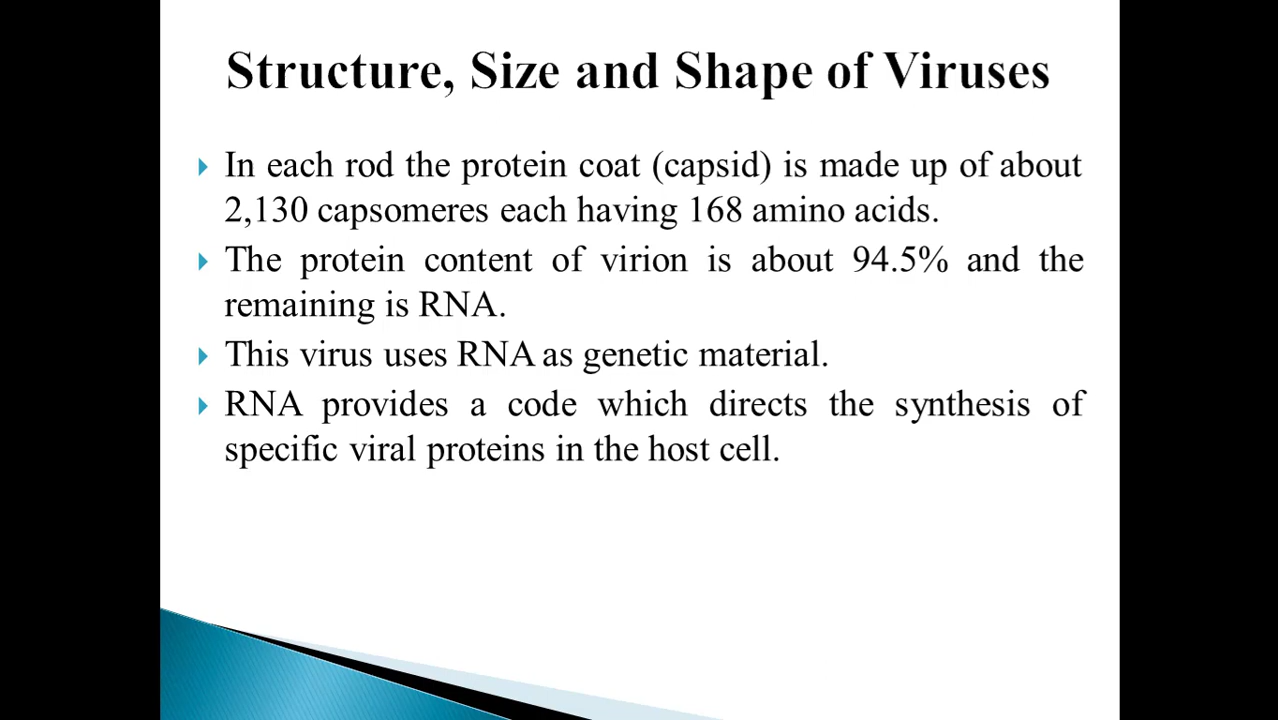 Structure, Size and Shape of Viruses
In each rod the protein coat (capsid) is made up of about
2,130 capsomeres each having 168 amino acids.
The protein content of virion is about 94.5% and the
remaining is RNA.
This virus uses RNA as genetic material.
RNA provides a code which directs the synthesis of
specific viral proteins in the host cell.